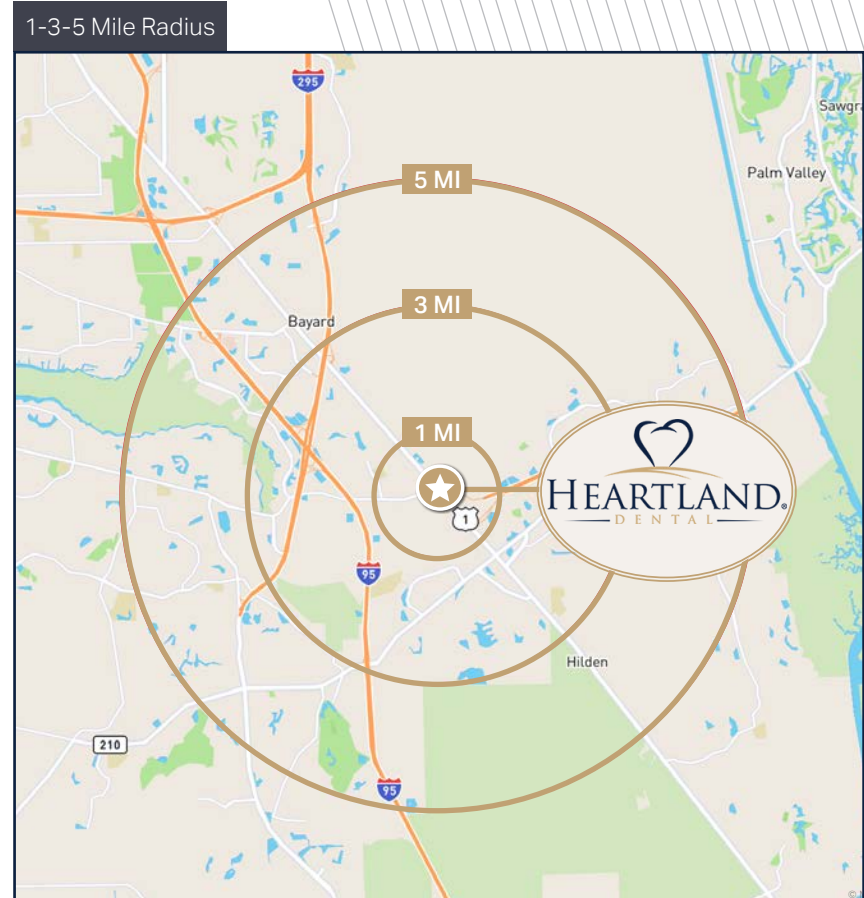 1-3-5 Mile Radius
295
Palm Valley
5 MI
3 MI
Bayard
1 MI
HEARTLAND®
DENTAL
1
95
Hilden
210
95